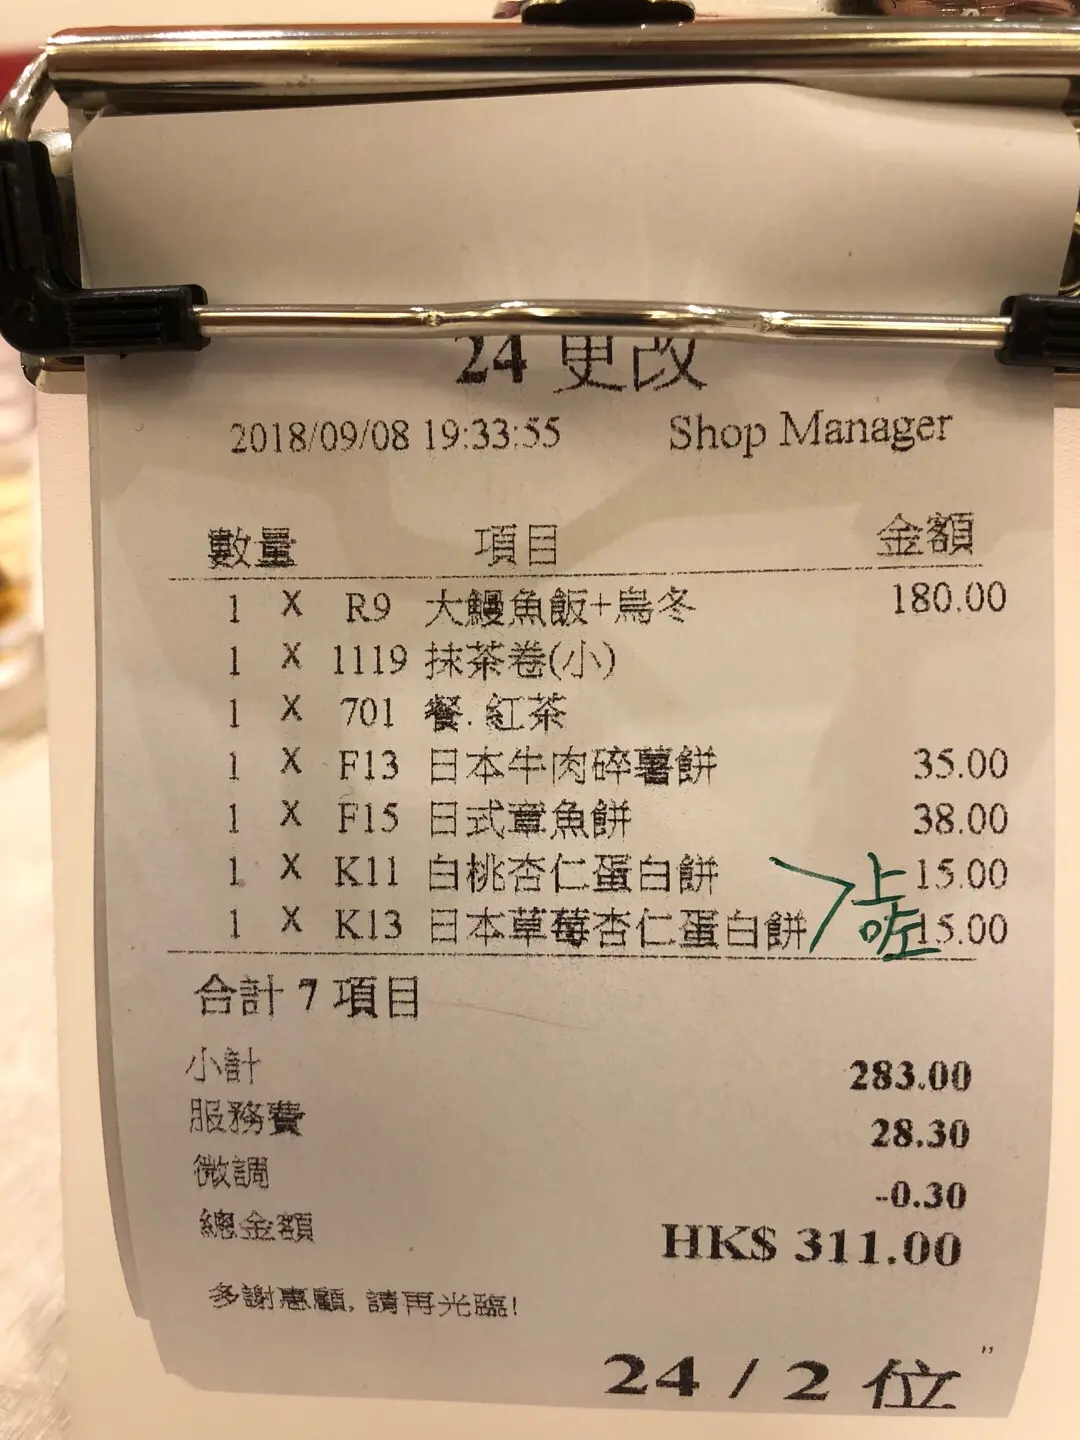 24 更改
2018/09/08 19:33:55 Shop Manager
數量 項目 金額
1 X R9 大鰻魚飯+烏冬 180.00
1 X 1119 抹茶卷(小)
1 X 701 餐. 紅茶
1 X F13 日本牛肉碎薯餅 35.00
1 X F15 日式章魚餅 38.00
1 X K11 白桃杏仁蛋白餅 15.00
1 X K13 日本草莓杏仁蛋白餅 15.00
上咗
合計 7 項目
小計 283.00
服務費 28.30
微調 -0.30
總金額 HK$ 311.00
多謝惠顧, 請再光臨!
24 / 2 位